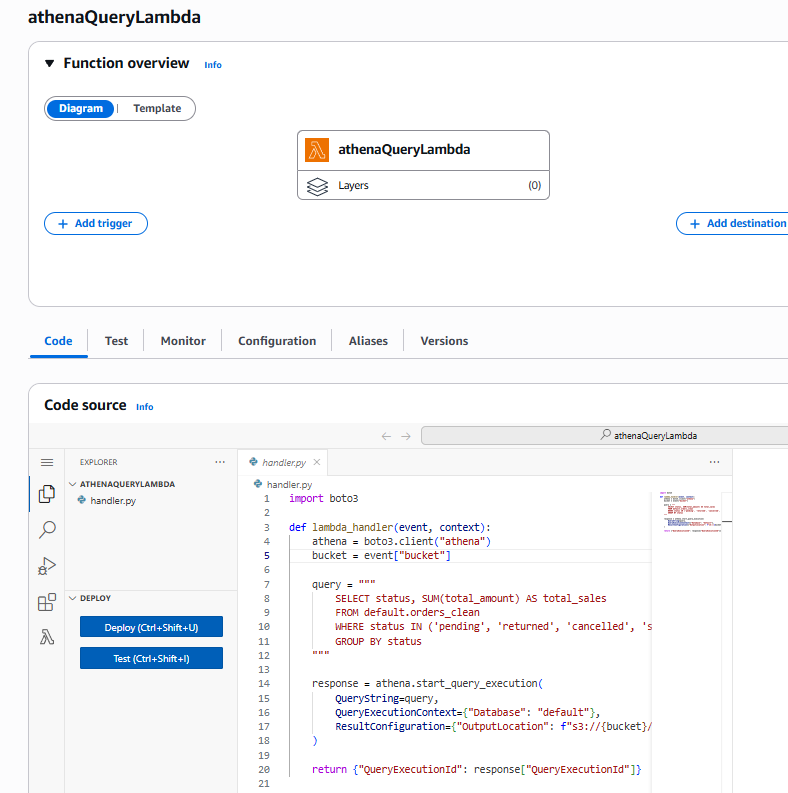 athenaQueryLambda
Function overview Info
Diagram Template
athenaQueryLambda
Layers (0)
+ Add trigger
+ Add destination
Code Test Monitor Configuration Aliases Versions
Code source Info
athenaQueryLambda
EXPLORER ...
handler.py
ATHENAQUERYLAMBDA
handler.py
DEPLOY
Deploy (Ctrl+Shift+U)
Test (Ctrl+Shift+I)
handler.py
1 import boto3
2
3 def lambda_handler(event, context):
4 athena = boto3.client("athena")
5 bucket = event["bucket"]
6
7 query = """
8 SELECT status, SUM(total_amount) AS total_sales
9 FROM default.orders_clean
10 WHERE status IN ('pending', 'returned', 'cancelled', 's
11 GROUP BY status
12 """
13
14 response = athena.start_query_execution(
15 QueryString=query,
16 QueryExecutionContext={"Database": "default"},
17 ResultConfiguration={"OutputLocation": f"s3://{bucket}/
18 )
19
20 return {"QueryExecutionId": response["QueryExecutionId"]}
21